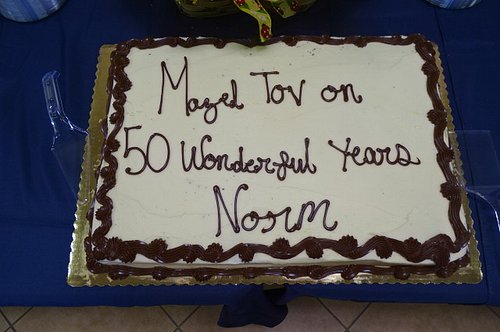 Mazel Tov on
50 Wonderful Years
Norm